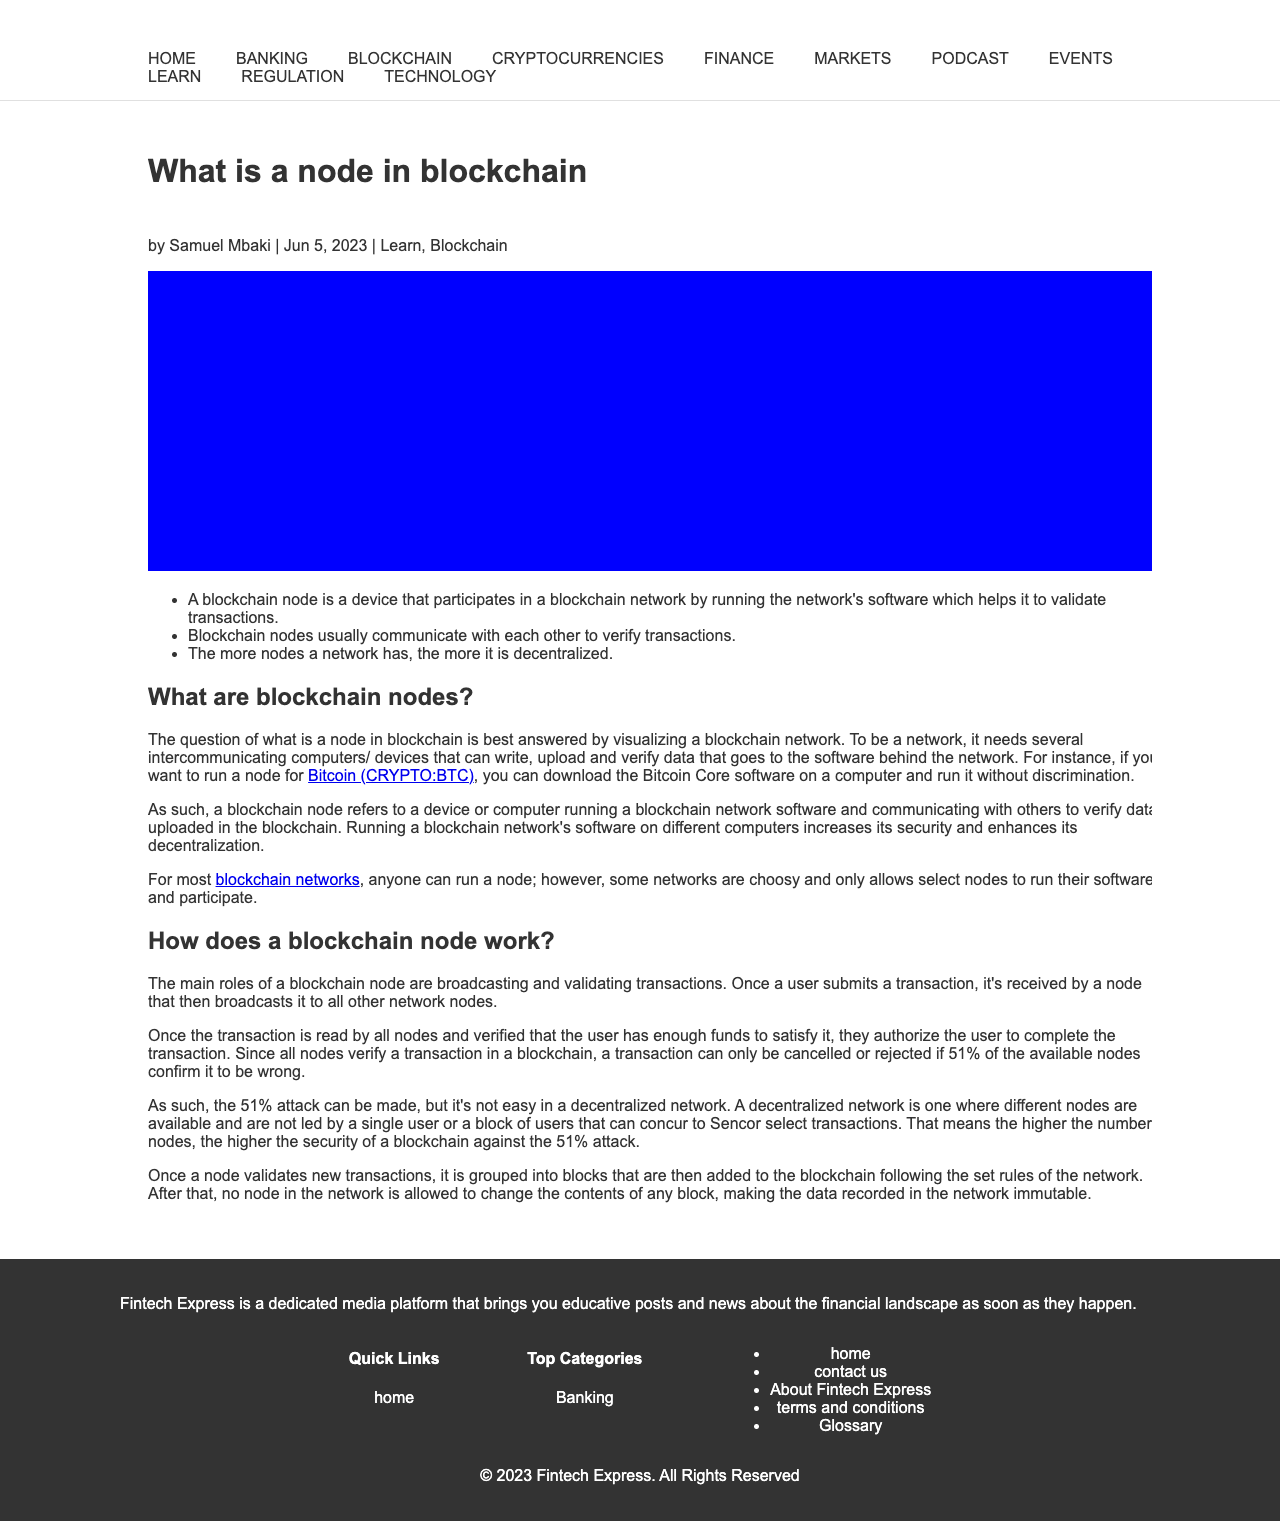 HOME BANKING BLOCKCHAIN CRYPTOCURRENCIES FINANCE MARKETS PODCAST EVENTS
LEARN REGULATION TECHNOLOGY
What is a node in blockchain
by Samuel Mbaki | Jun 5, 2023 | Learn, Blockchain
• A blockchain node is a device that participates in a blockchain network by running the network's software which helps it to validate
transactions.
• Blockchain nodes usually communicate with each other to verify transactions.
• The more nodes a network has, the more it is decentralized.
What are blockchain nodes?
The question of what is a node in blockchain is best answered by visualizing a blockchain network. To be a network, it needs several
intercommunicating computers/ devices that can write, upload and verify data that goes to the software behind the network. For instance, if you
want to run a node for Bitcoin (CRYPTO:BTC), you can download the Bitcoin Core software on a computer and run it without discrimination.
As such, a blockchain node refers to a device or computer running a blockchain network software and communicating with others to verify data
uploaded in the blockchain. Running a blockchain network's software on different computers increases its security and enhances its
decentralization.
For most blockchain networks, anyone can run a node; however, some networks are choosy and only allows select nodes to run their software
and participate.
How does a blockchain node work?
The main roles of a blockchain node are broadcasting and validating transactions. Once a user submits a transaction, it's received by a node
that then broadcasts it to all other network nodes.
Once the transaction is read by all nodes and verified that the user has enough funds to satisfy it, they authorize the user to complete the
transaction. Since all nodes verify a transaction in a blockchain, a transaction can only be cancelled or rejected if 51% of the available nodes
confirm it to be wrong.
As such, the 51% attack can be made, but it's not easy in a decentralized network. A decentralized network is one where different nodes are
available and are not led by a single user or a block of users that can concur to Sencor select transactions. That means the higher the number
nodes, the higher the security of a blockchain against the 51% attack.
Once a node validates new transactions, it is grouped into blocks that are then added to the blockchain following the set rules of the network.
After that, no node in the network is allowed to change the contents of any block, making the data recorded in the network immutable.
Fintech Express is a dedicated media platform that brings you educative posts and news about the financial landscape as soon as they happen.
Quick Links
home
Top Categories
Banking
• home
• contact us
• About Fintech Express
• terms and conditions
• Glossary
© 2023 Fintech Express. All Rights Reserved